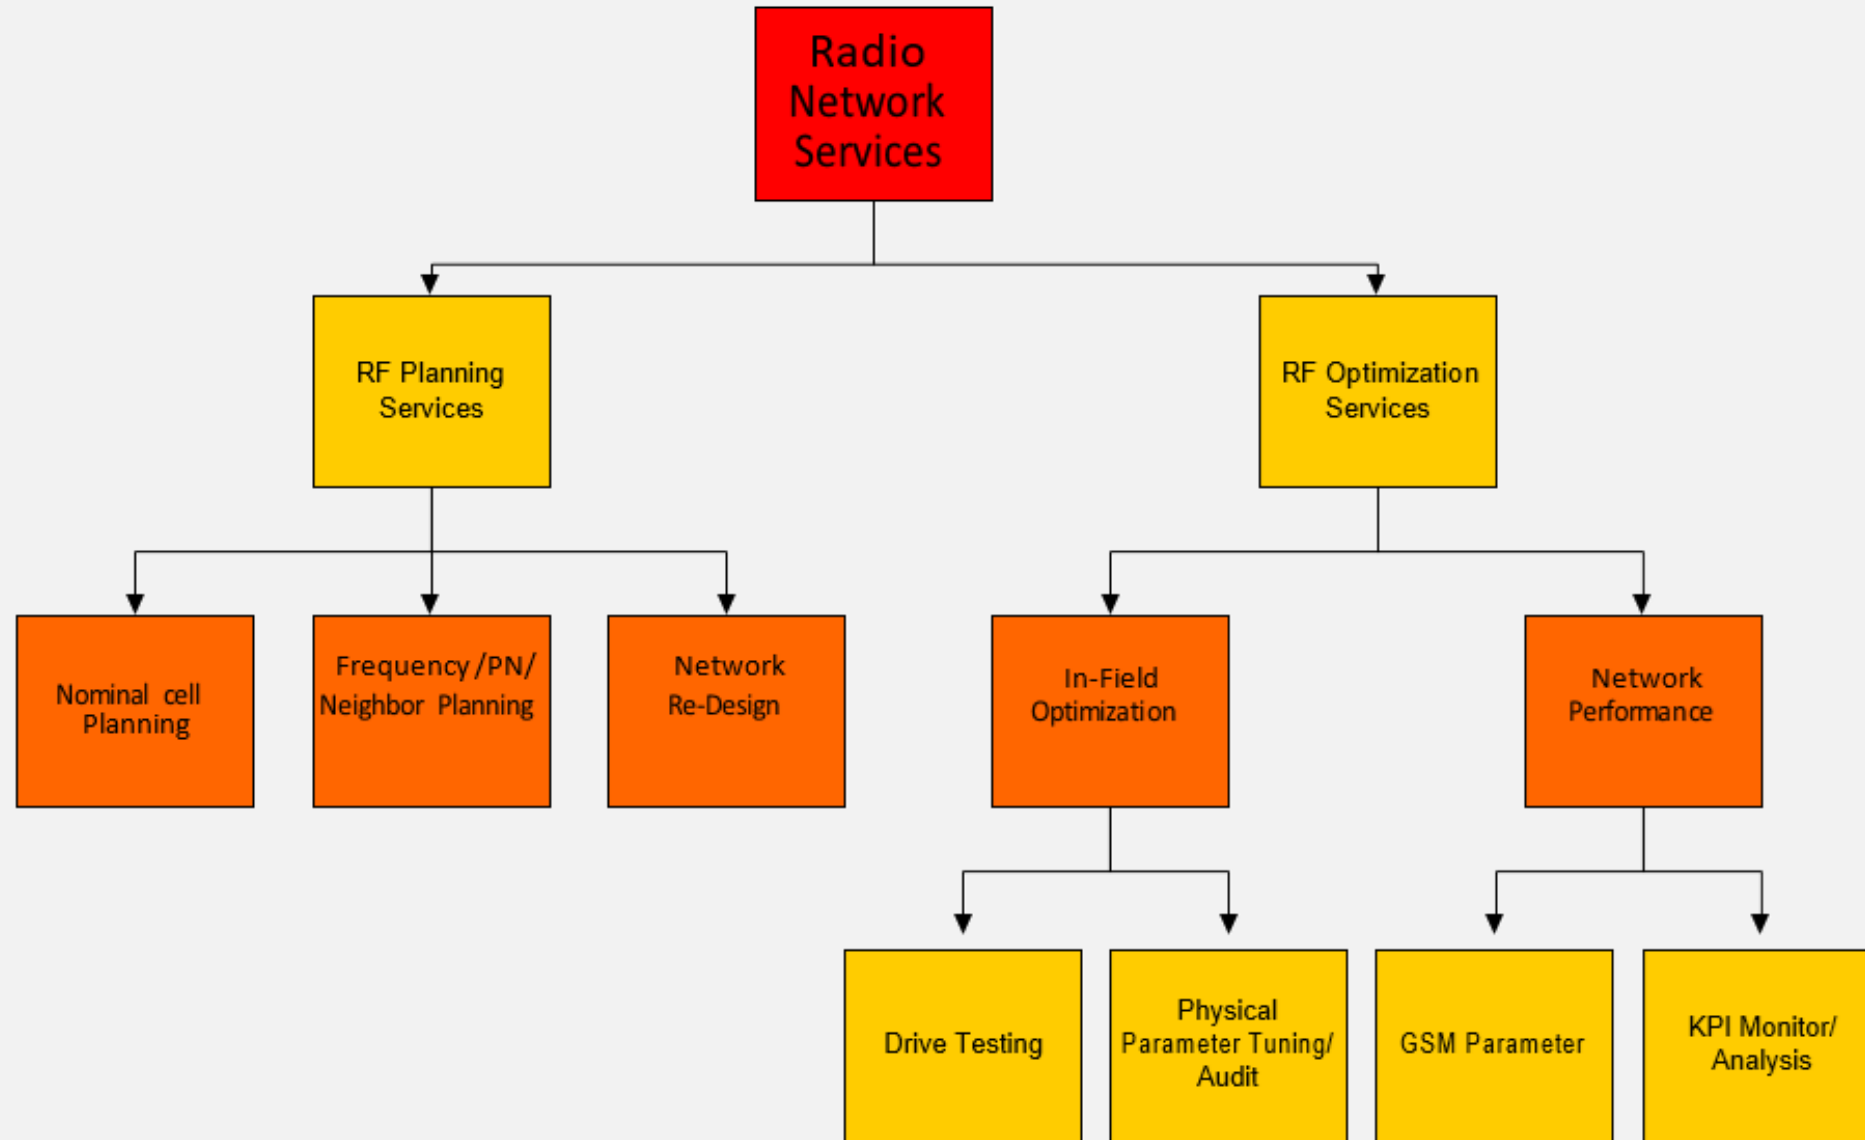 Radio
Network
Services
RF Planning
Services
RF Optimization
Services
Nominal cell
Planning
Frequency/PN/
Neighbor Planning
Network
Re-Design
In-Field
Optimization
Network
Performance
Drive Testing
Physical
Parameter Tuning/
Audit
GSM Parameter
KPI Monitor/
Analysis